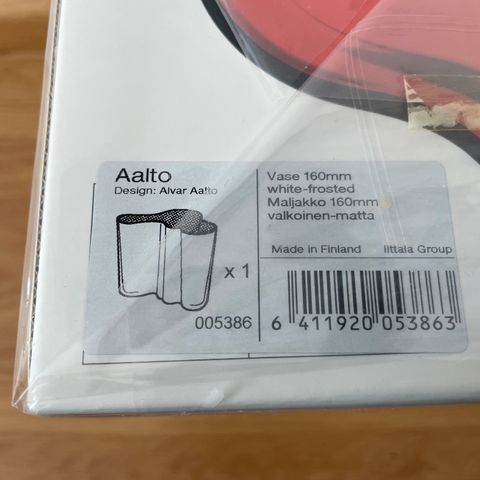 Aalto
Design: Alvar Aalto
x 1
005386
Vase 160mm
white-frosted
Maljakko 160mm
valkoinen-matta
Made in Finland Iittala Group
6 411920 053863